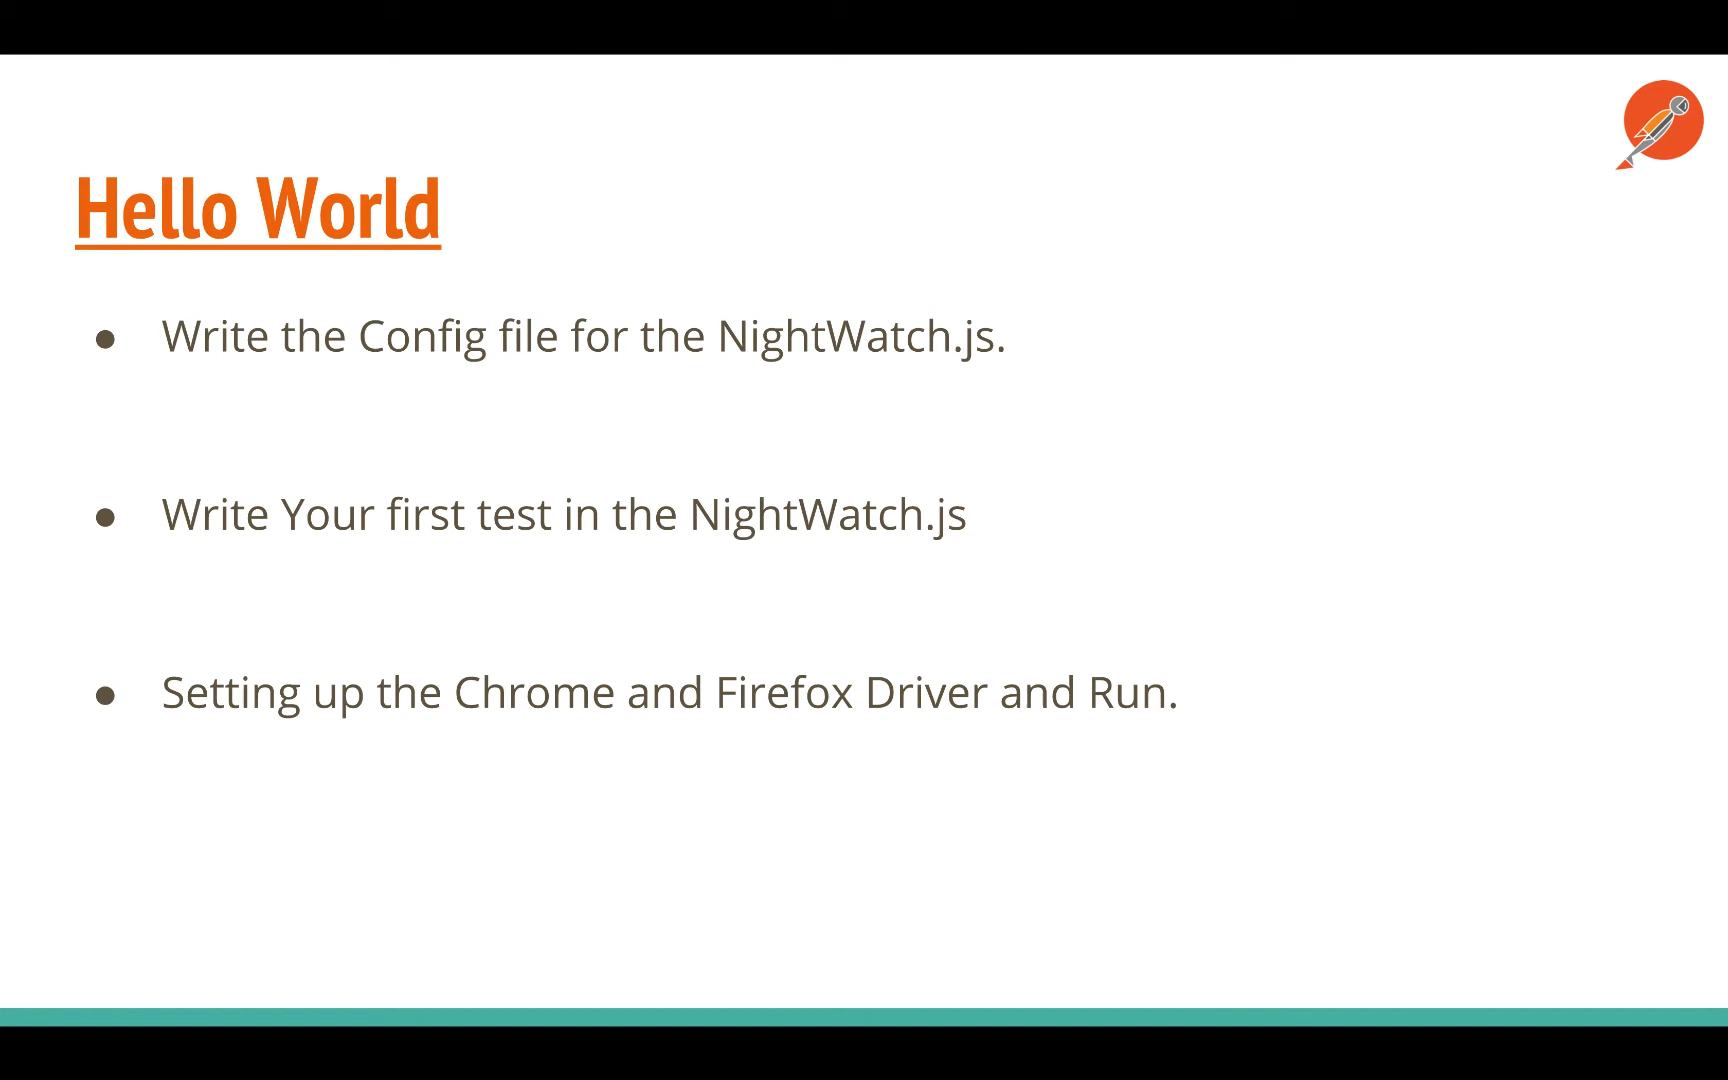 Hello World
● Write the Config file for the NightWatch.js.
● Write Your first test in the NightWatch.js
● Setting up the Chrome and Firefox Driver and Run.